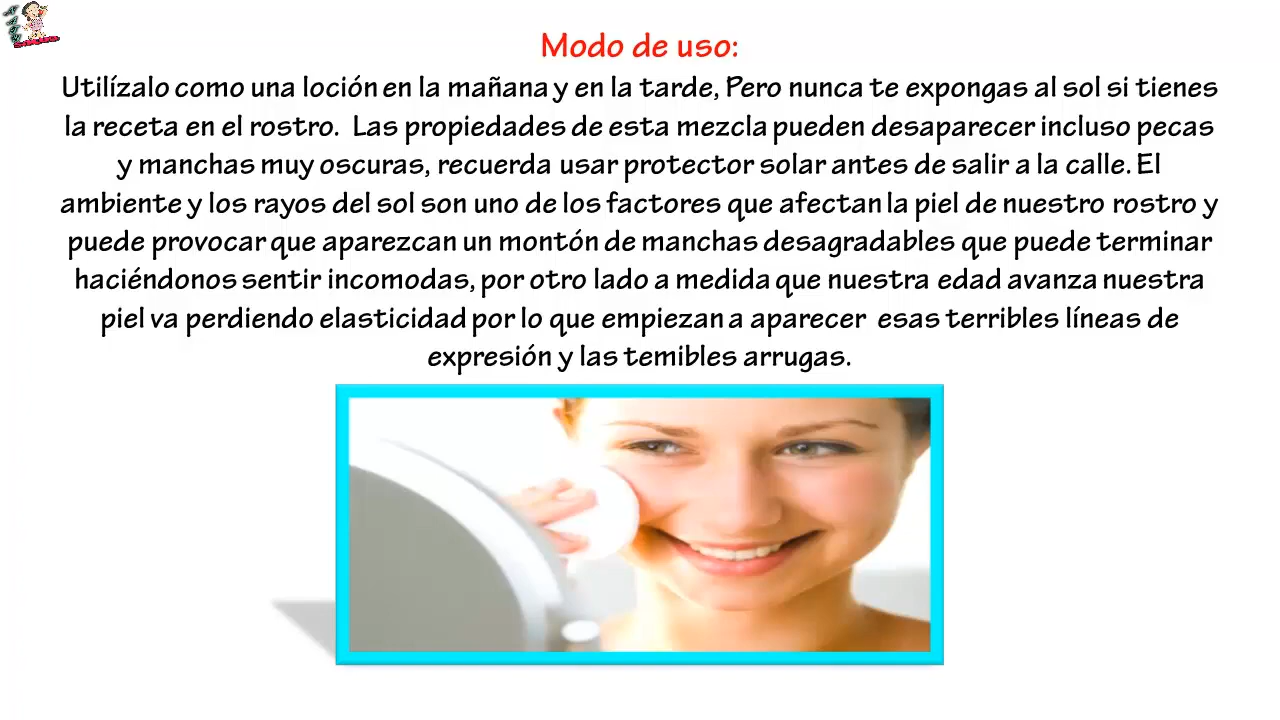 Modo de uso:
Utilízalo como una loción en la mañana y en la tarde, Pero nunca te expongas al sol si tienes
la receta en el rostro. Las propiedades de esta mezcla pueden desaparecer incluso pecas
y manchas muy oscuras, recuerda usar protector solar antes de salir a la calle. El
ambiente y los rayos del sol son uno de los factores que afectan la piel de nuestro rostro y
puede provocar que aparezcan un montón de manchas desagradables que puede terminar
haciéndonos sentir incomodas, por otro lado a medida que nuestra edad avanza nuestra
piel va perdiendo elasticidad por lo que empiezan a aparecer esas terribles líneas de
expresión y las temibles arrugas.